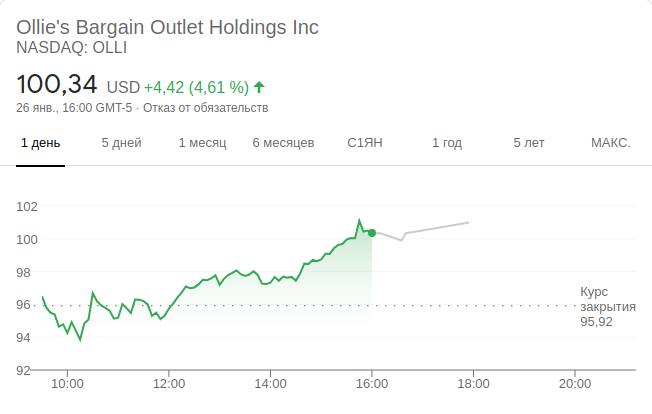 Ollie's Bargain Outlet Holdings Inc
NASDAQ: OLLI
100,34 USD +4,42 (4,61 %)
26 янв., 16:00 GMT-5 · Отказ от обязательств
1 день 5 дней 1 месяц 6 месяцев С1ЯН 1 год 5 лет МАКС.
102
100
98
96
94
92
Курс
закрытия
95,92
10:00 12:00 14:00 16:00 18:00 20:00